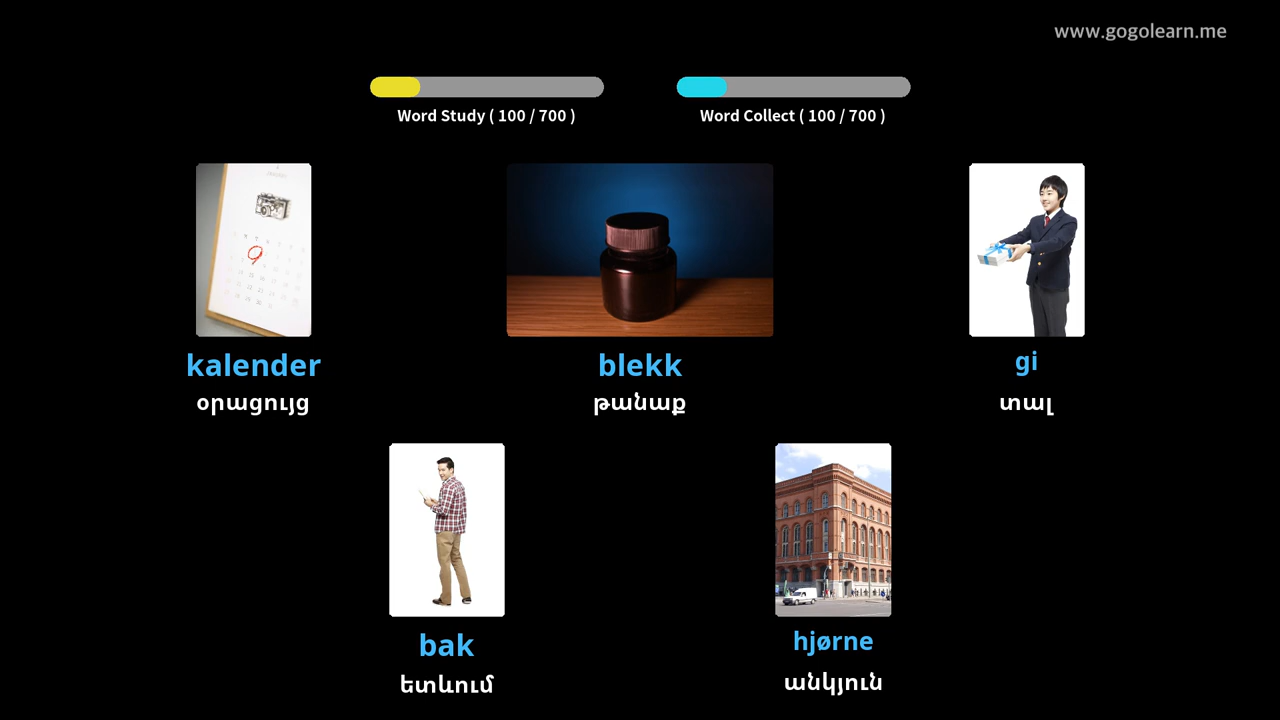 www.gogolearn.me
Word Study ( 100 / 700 )
Word Collect ( 100 / 700 )
kalender
օրացույց
blekk
թանաք
gi
տալ
bak
ետևում
hjørne
անկյուն